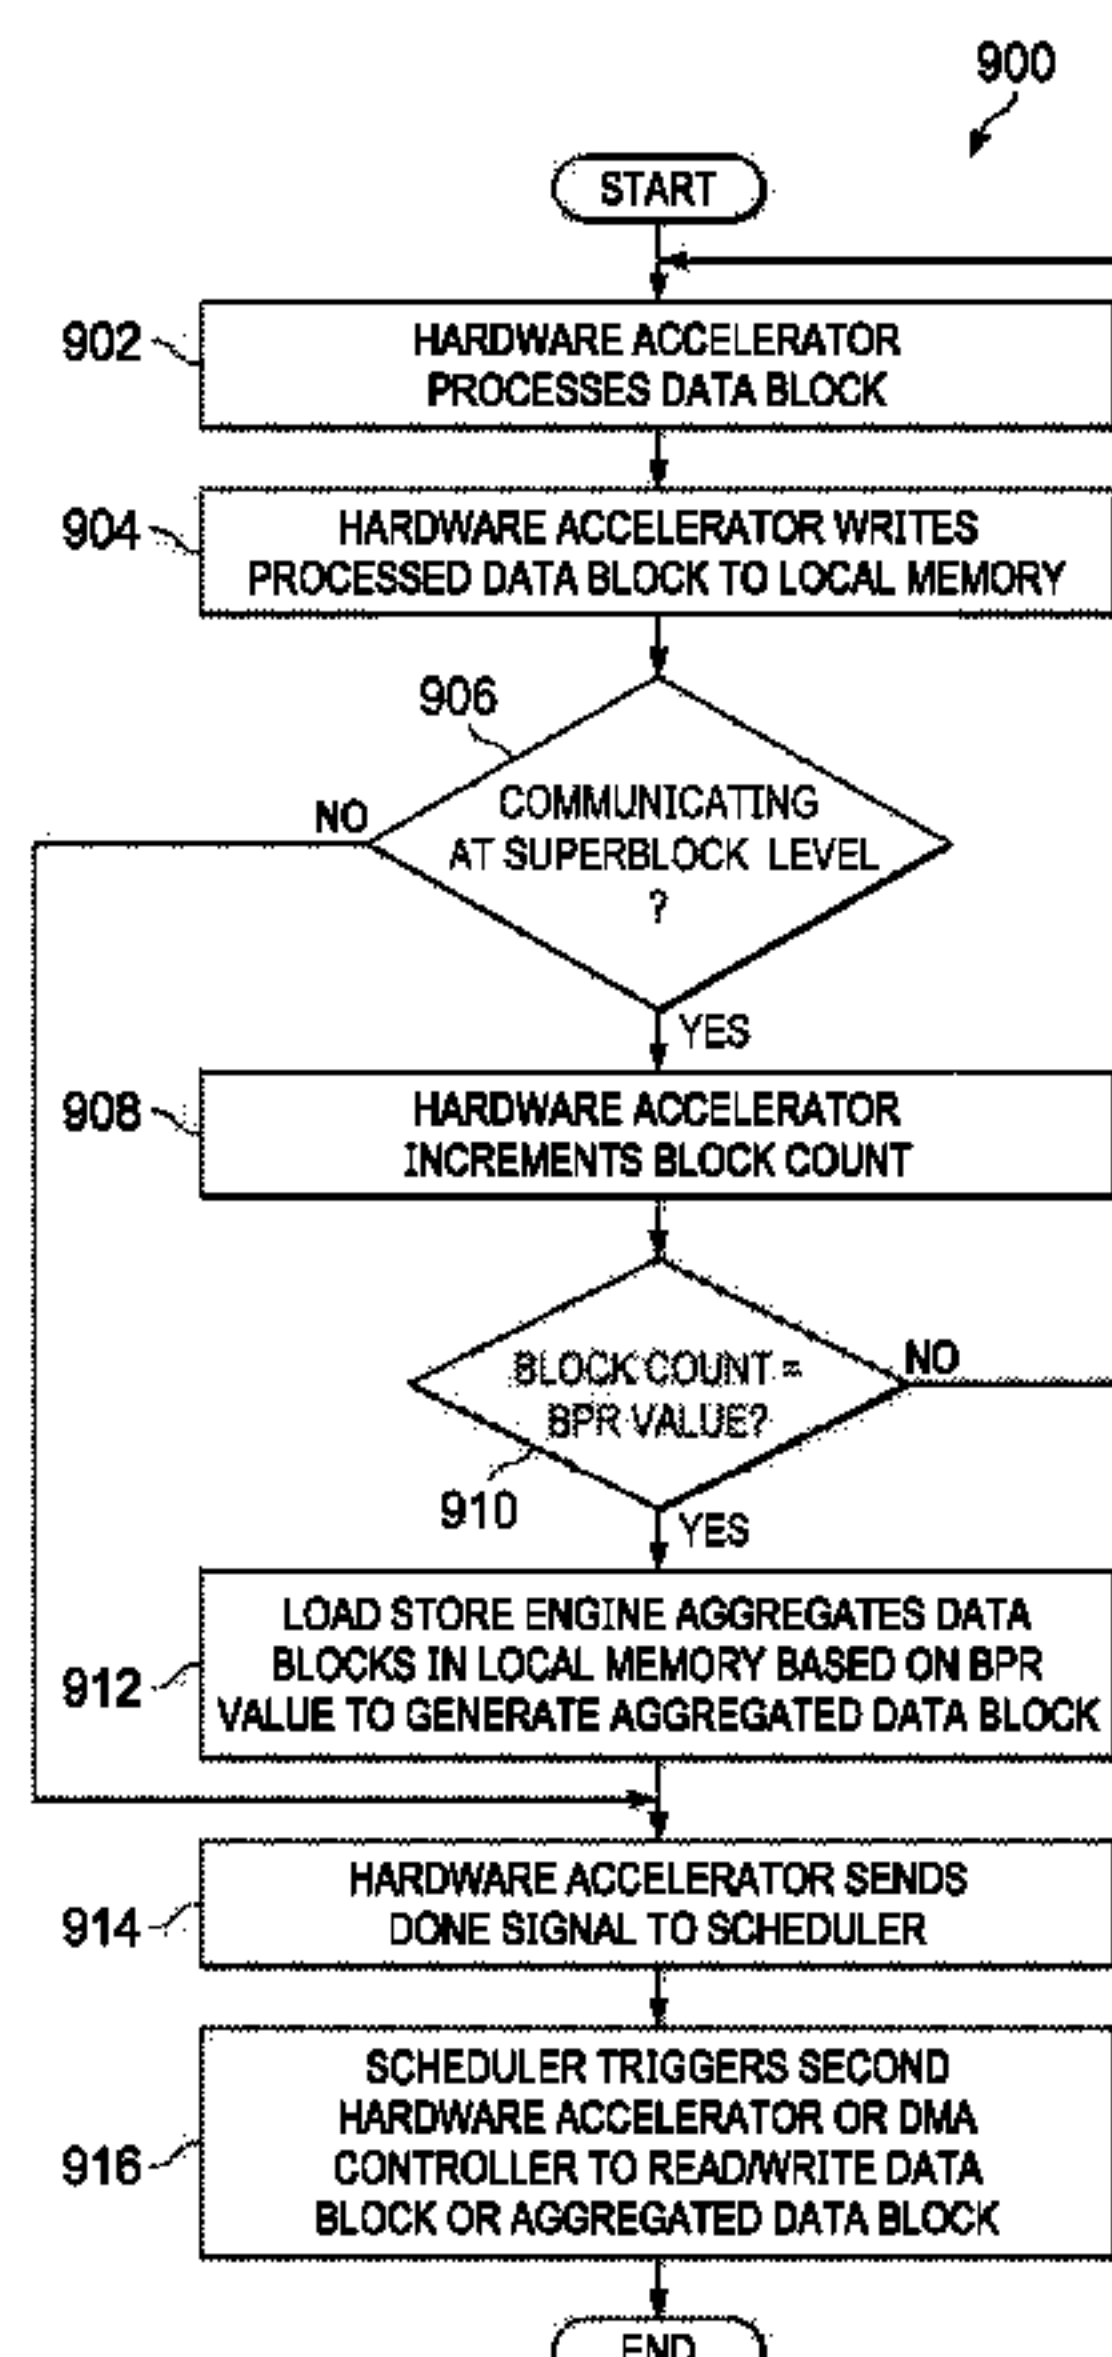 900
START
902
HARDWARE ACCELERATOR
PROCESSES DATA BLOCK
904
HARDWARE ACCELERATOR WRITES
PROCESSED DATA BLOCK TO LOCAL MEMORY
906
COMMUNICATING
AT SUPERBLOCK LEVEL
?
NO
YES
908
HARDWARE ACCELERATOR
INCREMENTS BLOCK COUNT
BLOCK COUNT =
BPR VALUE?
NO
910
YES
912
LOAD STORE ENGINE AGGREGATES DATA
BLOCKS IN LOCAL MEMORY BASED ON BPR
VALUE TO GENERATE AGGREGATED DATA BLOCK
914
HARDWARE ACCELERATOR SENDS
DONE SIGNAL TO SCHEDULER
916
SCHEDULER TRIGGERS SECOND
HARDWARE ACCELERATOR OR DMA
CONTROLLER TO READ/WRITE DATA
BLOCK OR AGGREGATED DATA BLOCK
END